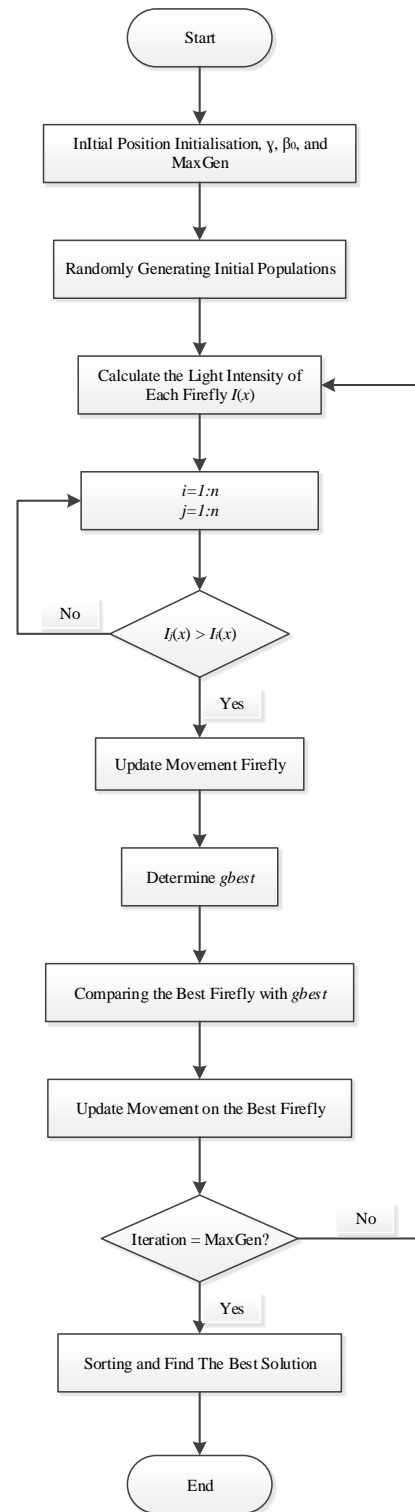 Start
InItial Position Initialisation, ɣ, β₀, and
MaxGen
Randomly Generating Initial Populations
Calculate the Light Intensity of
Each Firefly I(x)
i=1:n
j=1:n
No
Iⱼ(x) > Iᵢ(x)
Yes
Update Movement Firefly
Determine gbest
Comparing the Best Firefly with gbest
Update Movement on the Best Firefly
No
Iteration = MaxGen?
Yes
Sorting and Find The Best Solution
End